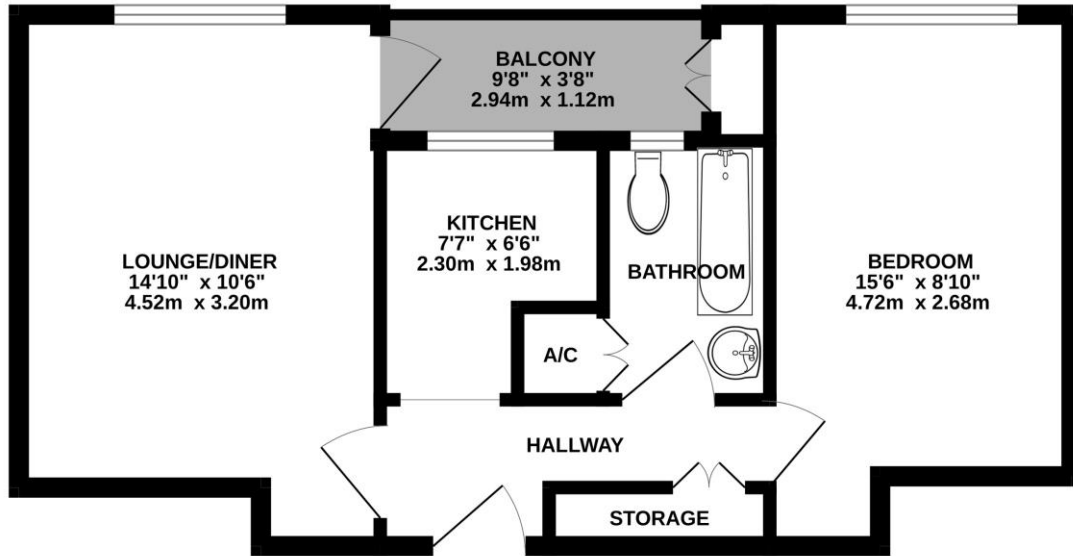 BALCONY
9'8" x 3'8"
2.94m x 1.12m
KITCHEN
7'7" x 6'6"
2.30m x 1.98m
LOUNGE/DINER
14'10" x 10'6"
4.52m x 3.20m
BATHROOM
BEDROOM
15'6" x 8'10"
4.72m x 2.68m
A/C
HALLWAY
STORAGE